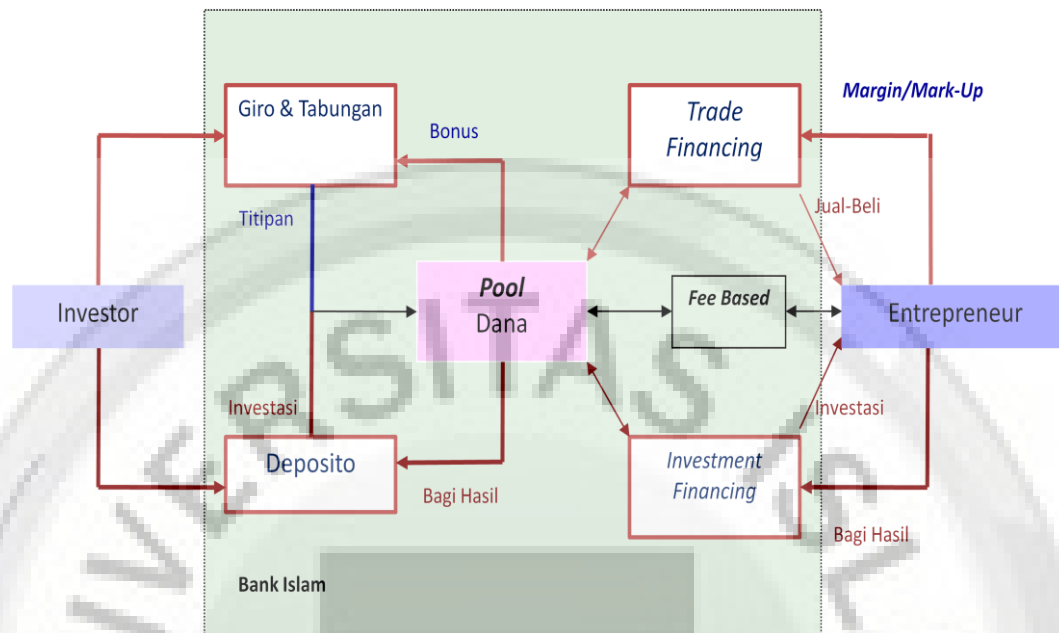 Giro & Tabungan
Bonus
Trade
Financing
Margin/Mark-Up
Titipan
Jual-Beli
Investor
Pool
Dana
Fee Based
Entrepreneur
Investasi
Investasi
Deposito
Bagi Hasil
Investment
Financing
Bagi Hasil
Bank Islam